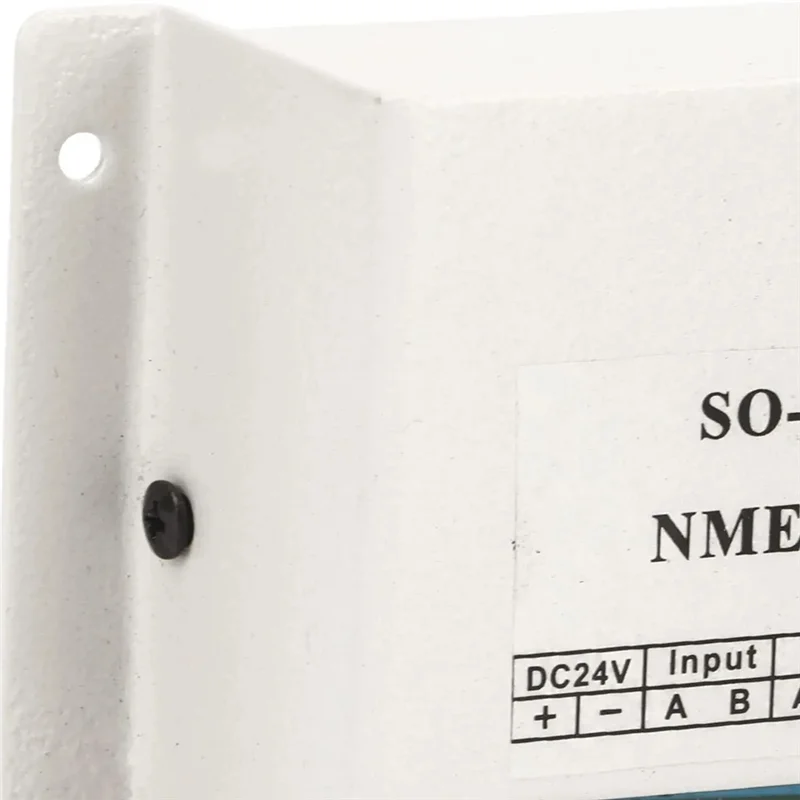 SO-
NME
DC24V Input
+ - A B